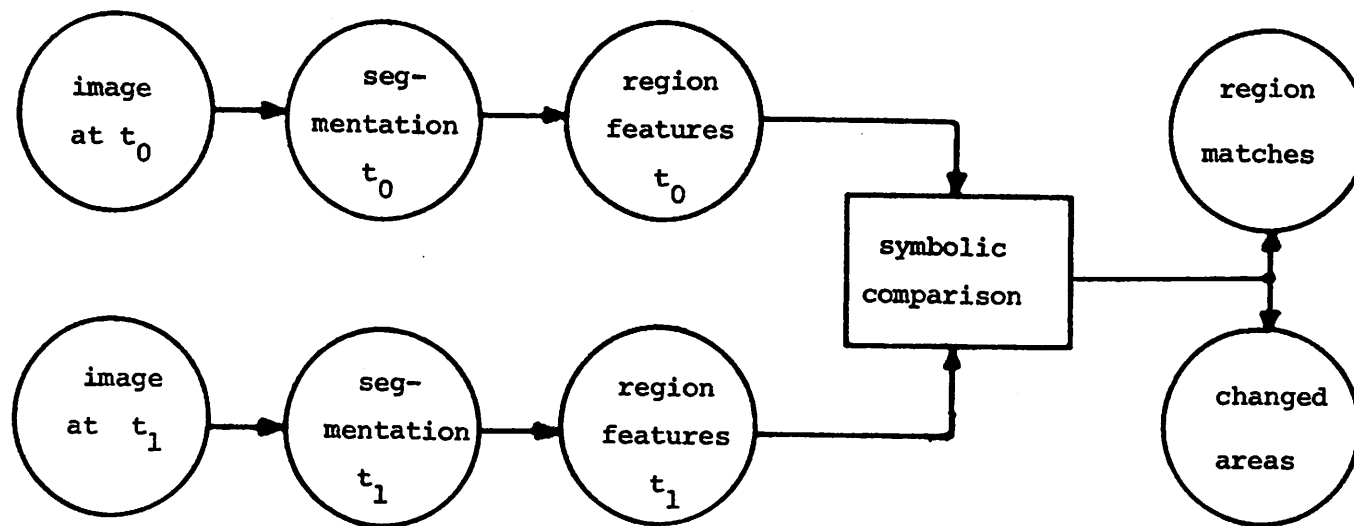 image
at t₀
seg-
mentation
t₀
region
features
t₀
symbolic
comparison
region
matches
image
at t₁
seg-
mentation
t₁
region
features
t₁
changed
areas